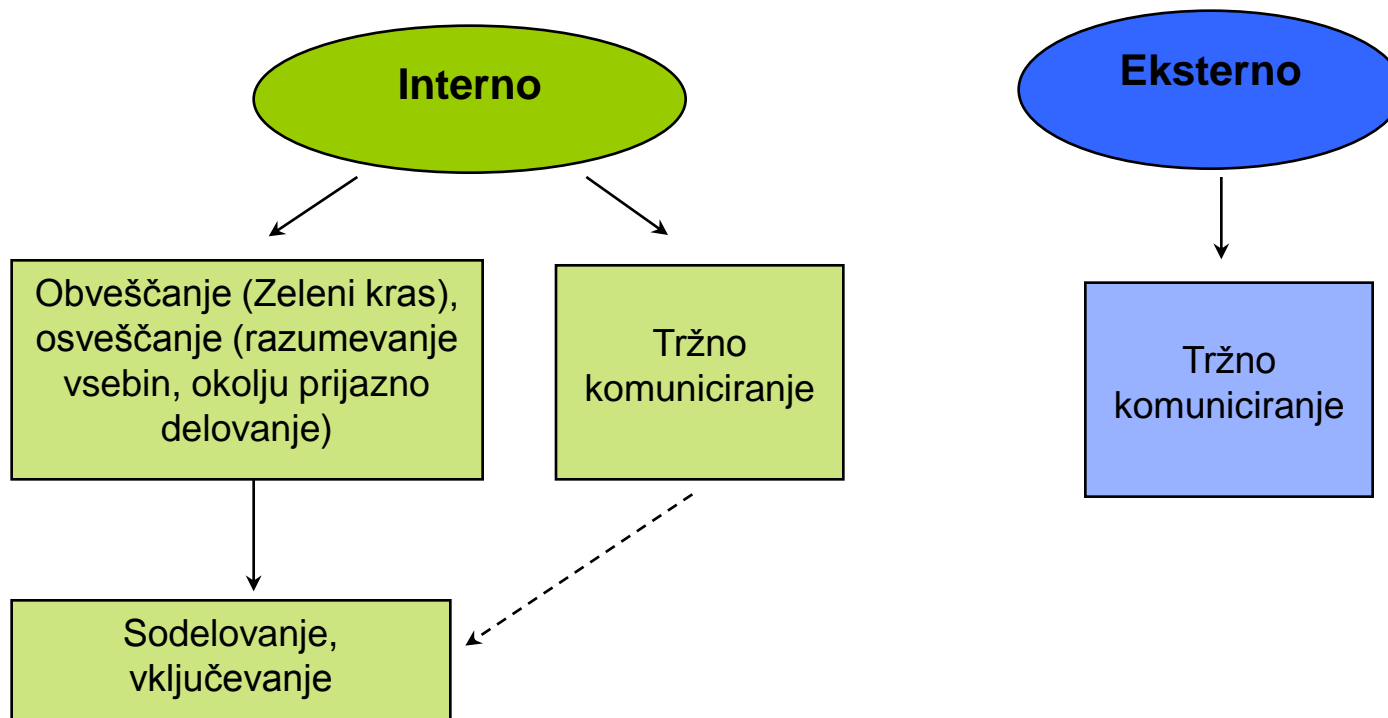 Interno
Eksterno
Obveščanje (Zeleni kras),
osveščanje (razumevanje
vsebin, okolju prijazno
delovanje)
Tržno
komuniciranje
Tržno
komuniciranje
Sodelovanje,
vključevanje